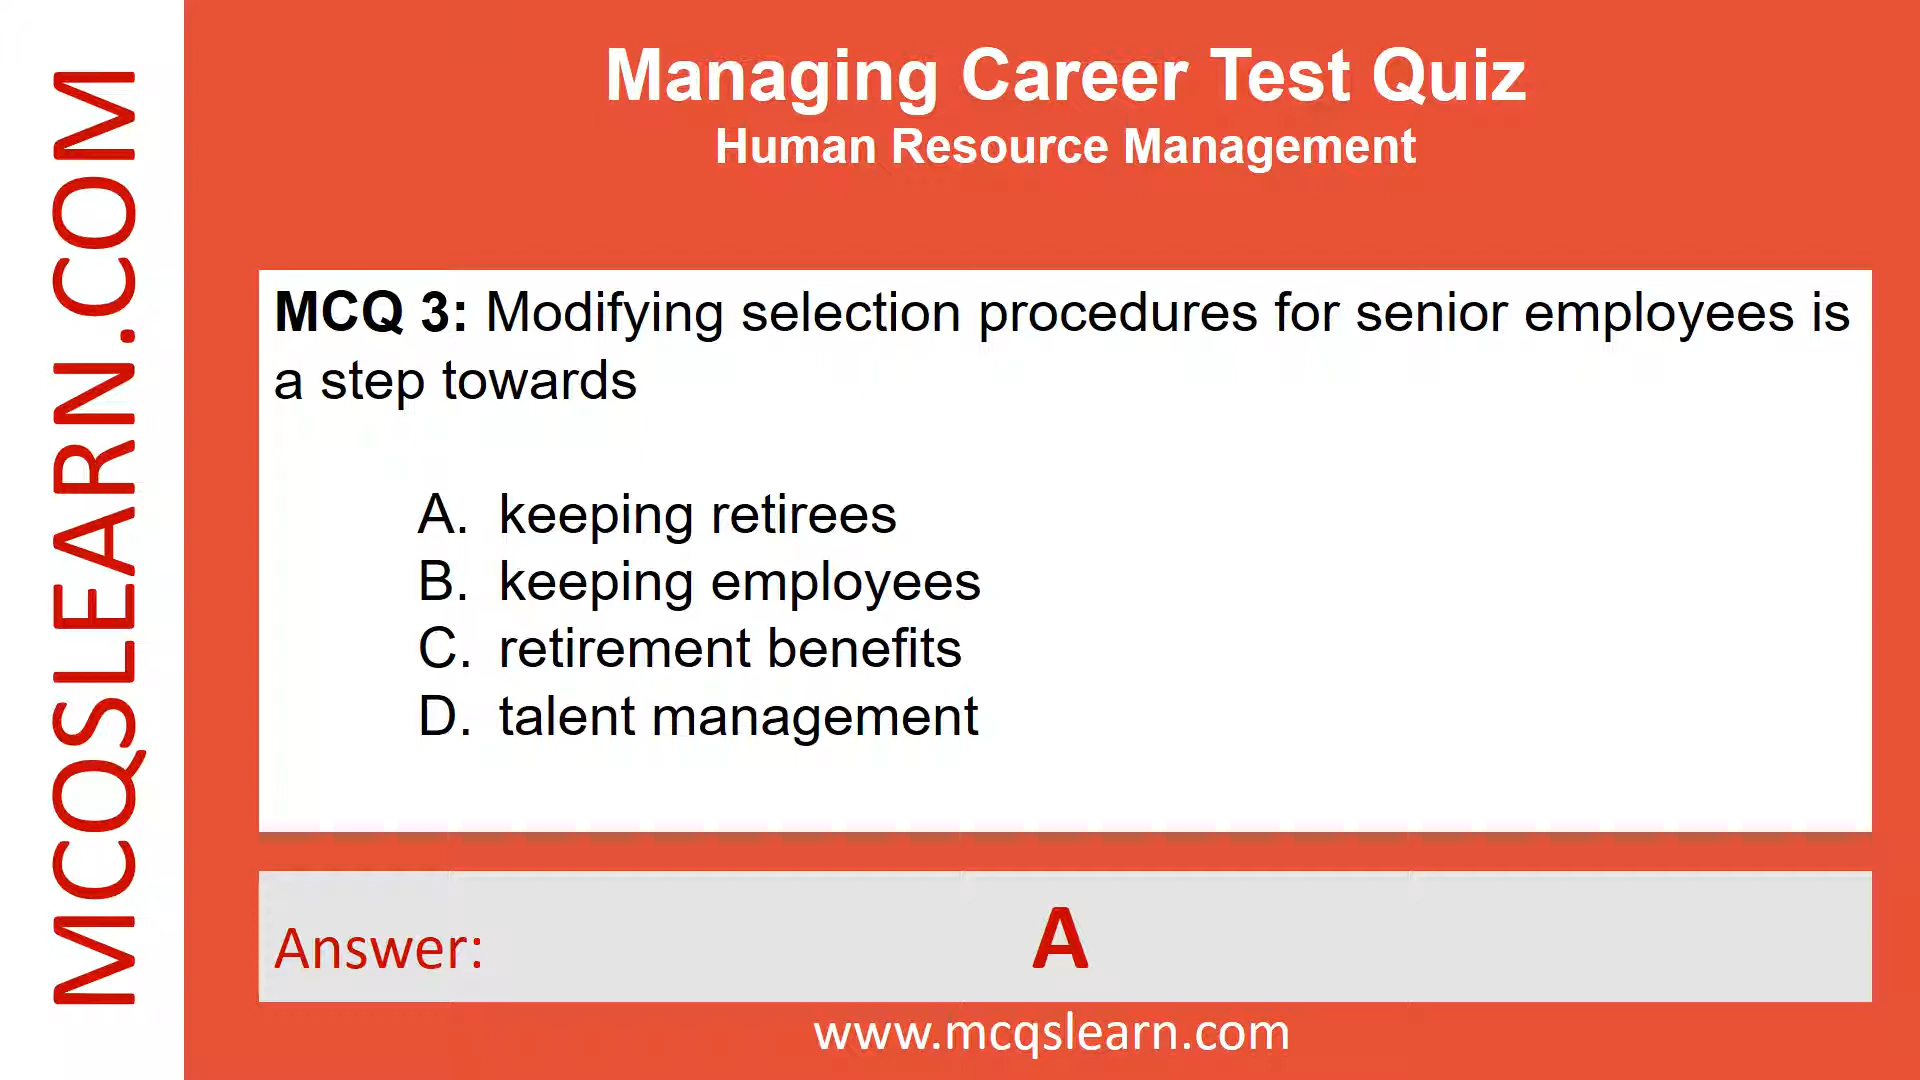 MCQSLEARN.COM
Managing Career Test Quiz
Human Resource Management
MCQ 3: Modifying selection procedures for senior employees is
a step towards
A. keeping retirees
B. keeping employees
C. retirement benefits
D. talent management
Answer: A
www.mcqslearn.com